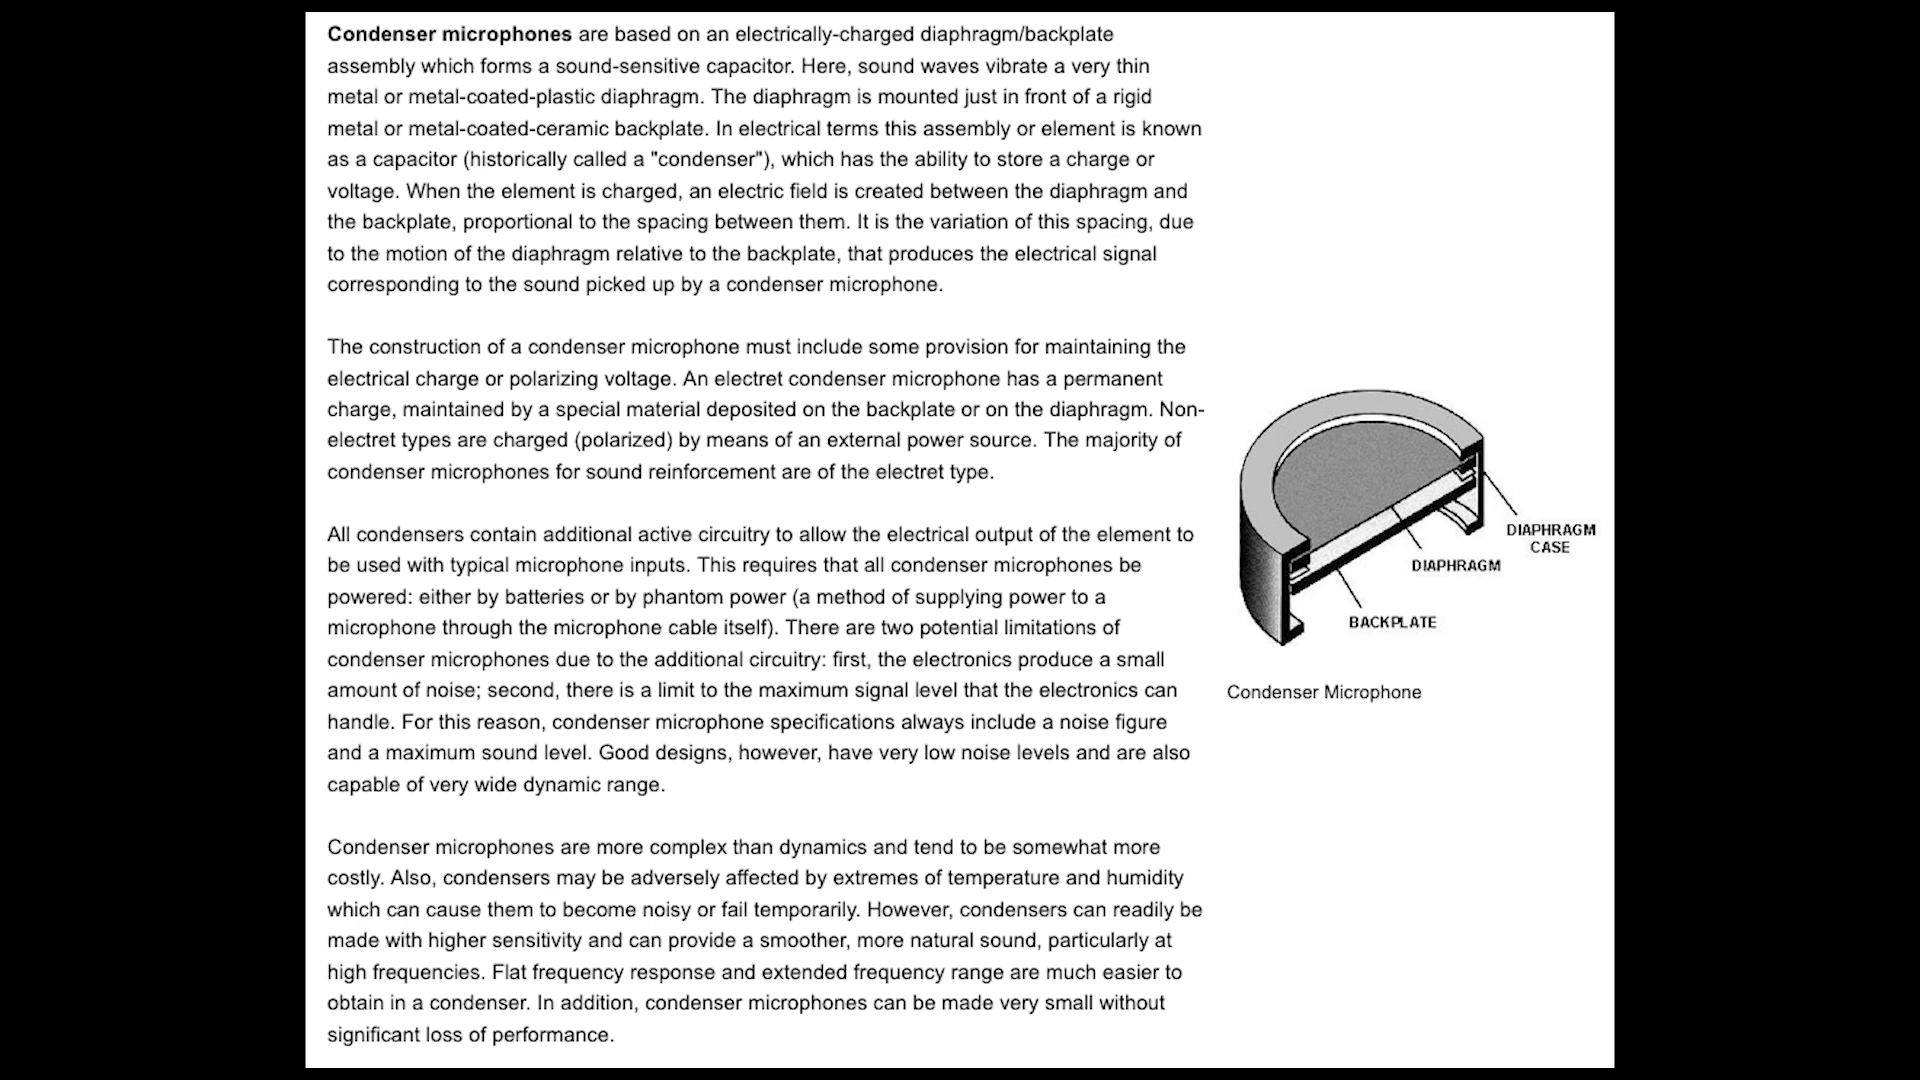 Condenser microphones are based on an electrically-charged diaphragm/backplate
assembly which forms a sound-sensitive capacitor. Here, sound waves vibrate a very thin
metal or metal-coated-plastic diaphragm. The diaphragm is mounted just in front of a rigid
metal or metal-coated-ceramic backplate. In electrical terms this assembly or element is known
as a capacitor (historically called a "condenser"), which has the ability to store a charge or
voltage. When the element is charged, an electric field is created between the diaphragm and
the backplate, proportional to the spacing between them. It is the variation of this spacing, due
to the motion of the diaphragm relative to the backplate, that produces the electrical signal
corresponding to the sound picked up by a condenser microphone.
The construction of a condenser microphone must include some provision for maintaining the
electrical charge or polarizing voltage. An electret condenser microphone has a permanent
charge, maintained by a special material deposited on the backplate or on the diaphragm. Non-
electret types are charged (polarized) by means of an external power source. The majority of
condenser microphones for sound reinforcement are of the electret type.
All condensers contain additional active circuitry to allow the electrical output of the element to
be used with typical microphone inputs. This requires that all condenser microphones be
powered: either by batteries or by phantom power (a method of supplying power to a
microphone through the microphone cable itself). There are two potential limitations of
condenser microphones due to the additional circuitry: first, the electronics produce a small
amount of noise; second, there is a limit to the maximum signal level that the electronics can
handle. For this reason, condenser microphone specifications always include a noise figure
and a maximum sound level. Good designs, however, have very low noise levels and are also
capable of very wide dynamic range.
Condenser microphones are more complex than dynamics and tend to be somewhat more
costly. Also, condensers may be adversely affected by extremes of temperature and humidity
which can cause them to become noisy or fail temporarily. However, condensers can readily be
made with higher sensitivity and can provide a smoother, more natural sound, particularly at
high frequencies. Flat frequency response and extended frequency range are much easier to
obtain in a condenser. In addition, condenser microphones can be made very small without
significant loss of performance.
DIAPHRAGM
CASE
DIAPHRAGM
BACKPLATE
Condenser Microphone